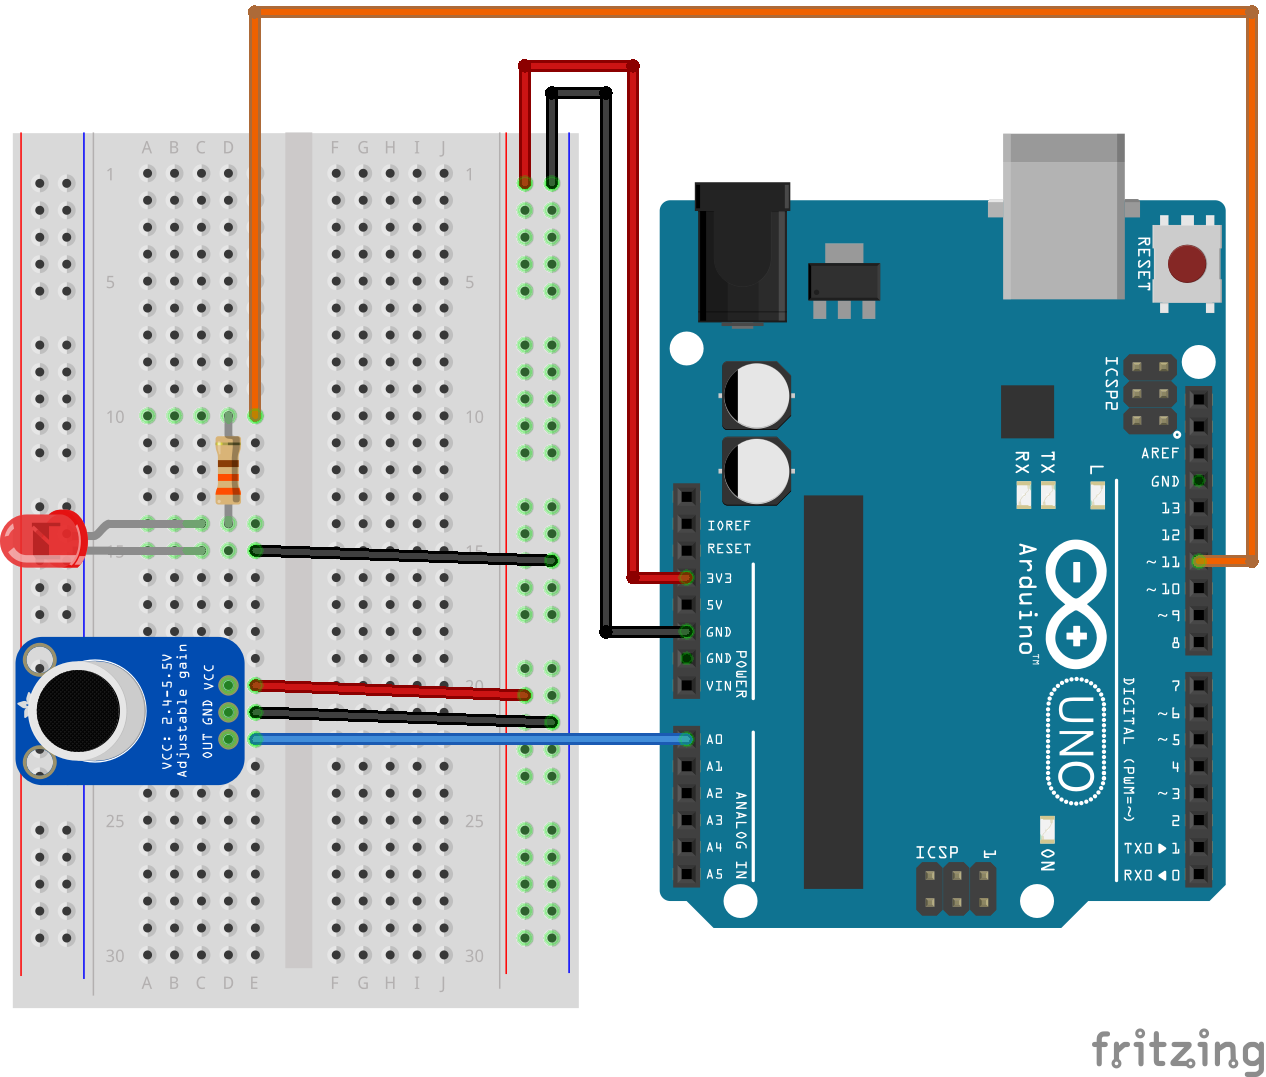 A B C D E F G H I J
1 1
5 5
10 10
15
20
25 25
30 30
A B C D E F G H I J
VCC: 2.4-5.5V
Adjustable gain
OUT GND VCC
RESET
ICSP2
AREF
GND
13
12
~11
~10
~9
8
7
~6
~5
4
~3
2
TX0▶1
RX0◀0
RX TX L
IOREF
RESET
3V3
5V
GND
GND
VIN
POWER
A0
A1
A2
A3
A4
A5
ANALOG IN
Arduino™
UNO
DIGITAL (PWM=~)
ICSP 1
ON
fritzing